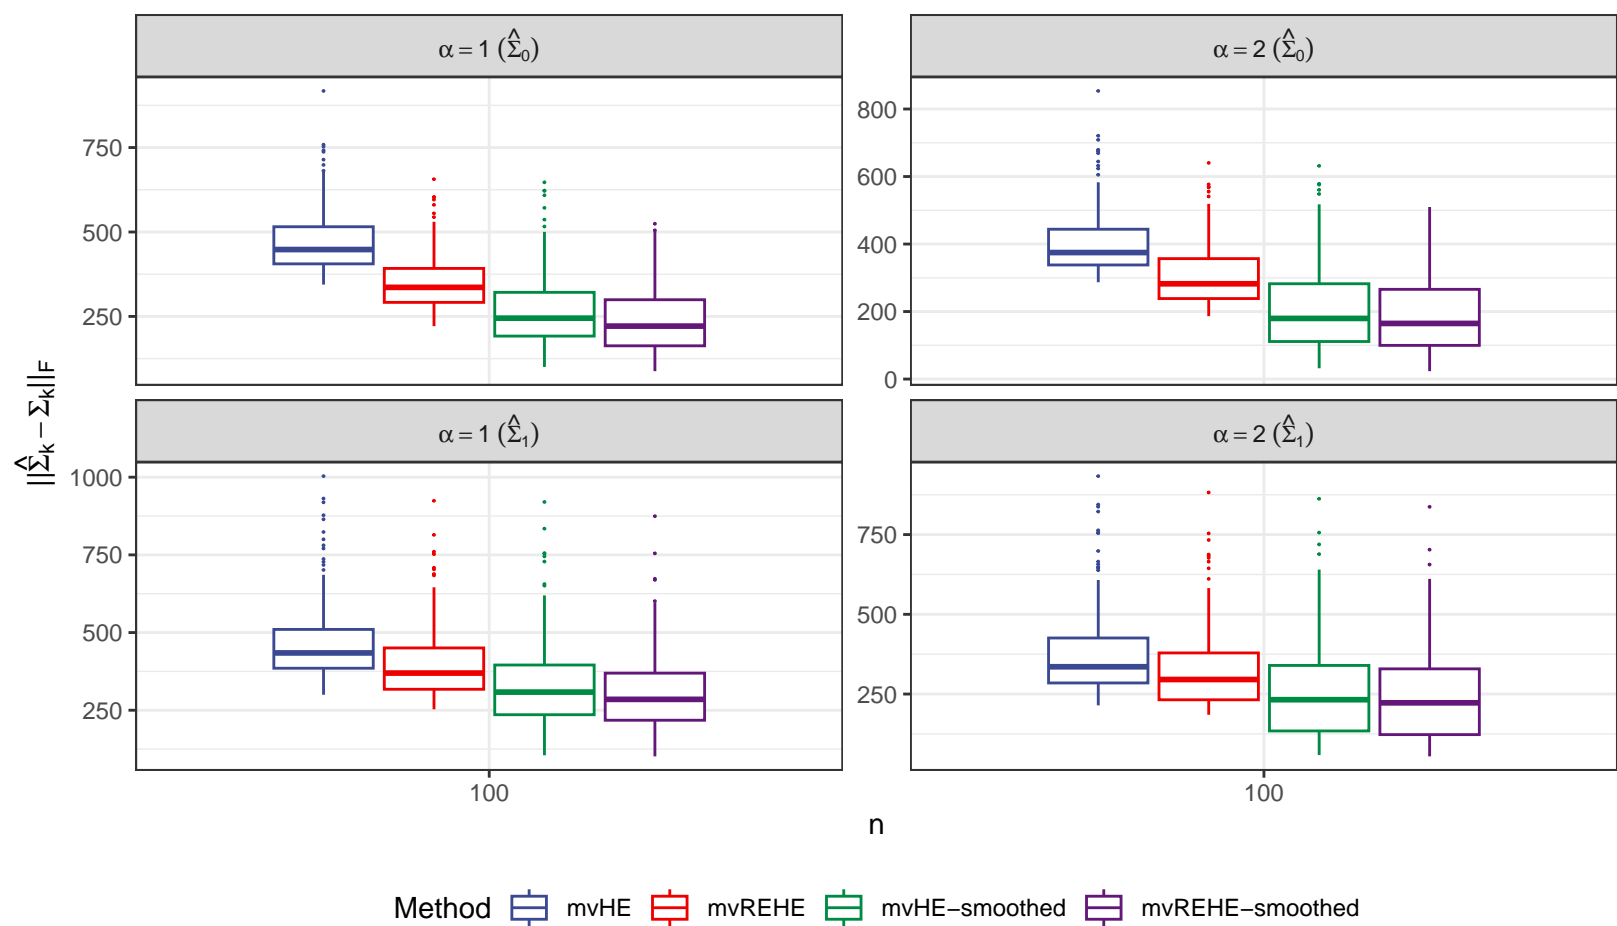 α = 1 (Σ̂₀)
α = 2 (Σ̂₀)
750
500
250
800
600
400
200
0
||Σ̂ₖ − Σₖ||F
α = 1 (Σ̂₁)
α = 2 (Σ̂₁)
1000
750
500
250
750
500
250
100
100
n
Method mvHE mvREHE mvHE−smoothed mvREHE−smoothed